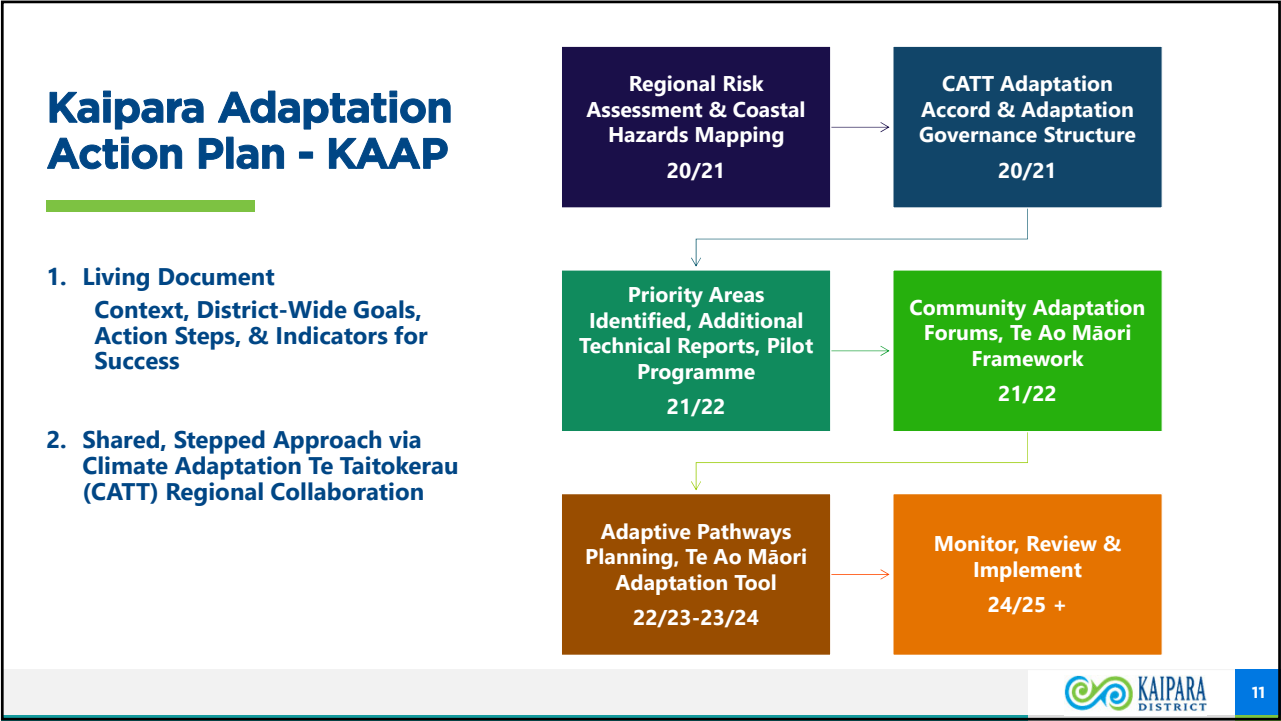 Kaipara Adaptation
Action Plan - KAAP
1. Living Document
Context, District-Wide Goals,
Action Steps, & Indicators for
Success
2. Shared, Stepped Approach via
Climate Adaptation Te Taitokerau
(CATT) Regional Collaboration
Regional Risk
Assessment & Coastal
Hazards Mapping
20/21
CATT Adaptation
Accord & Adaptation
Governance Structure
20/21
Priority Areas
Identified, Additional
Technical Reports, Pilot
Programme
21/22
Community Adaptation
Forums, Te Ao Māori
Framework
21/22
Adaptive Pathways
Planning, Te Ao Māori
Adaptation Tool
22/23-23/24
Monitor, Review &
Implement
24/25 +
KAIPARA
DISTRICT
11